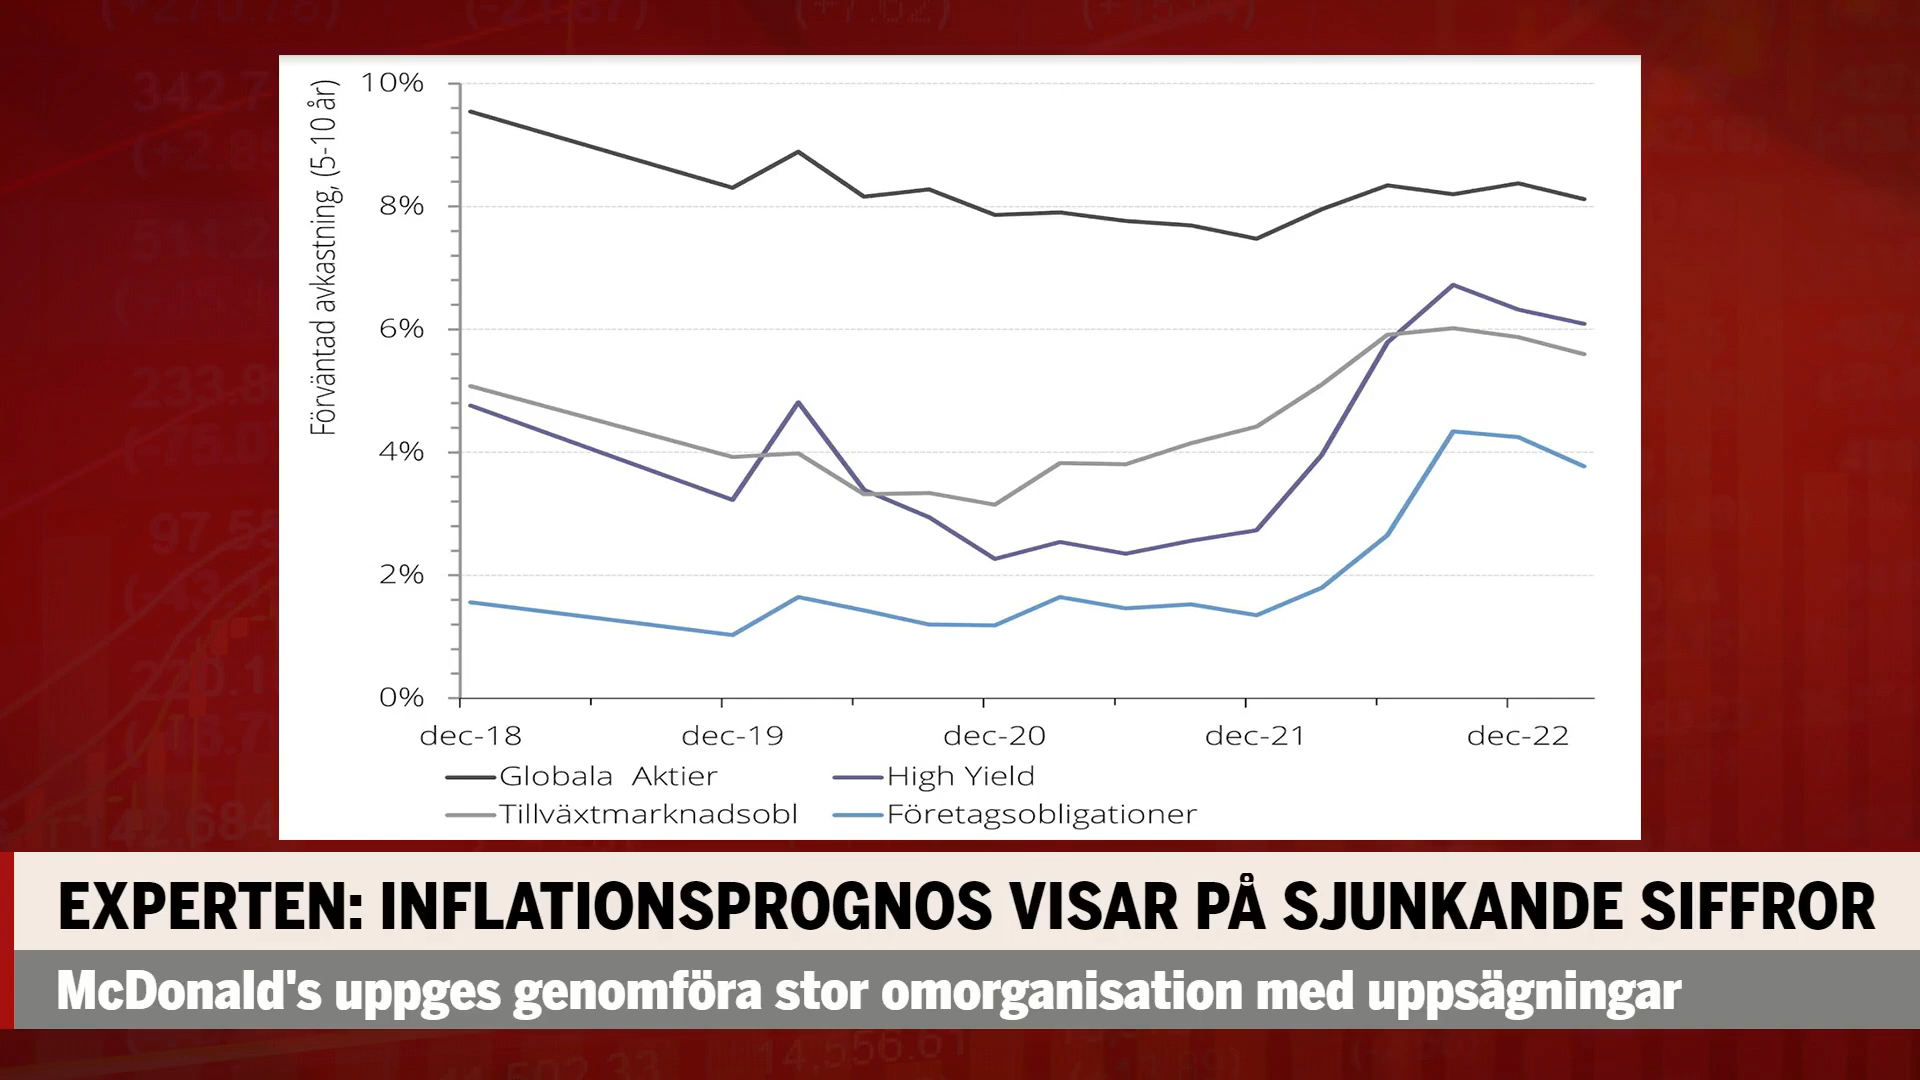 Förväntad avkastning, (5-10 år)
10%
8%
6%
4%
2%
0%
dec-18 dec-19 dec-20 dec-21 dec-22
Globala Aktier High Yield
Tillväxtmarknadsobl Företagsobligationer
EXPERTEN: INFLATIONSPROGNOS VISAR PÅ SJUNKANDE SIFFROR
McDonald's uppges genomföra stor omorganisation med uppsägningar